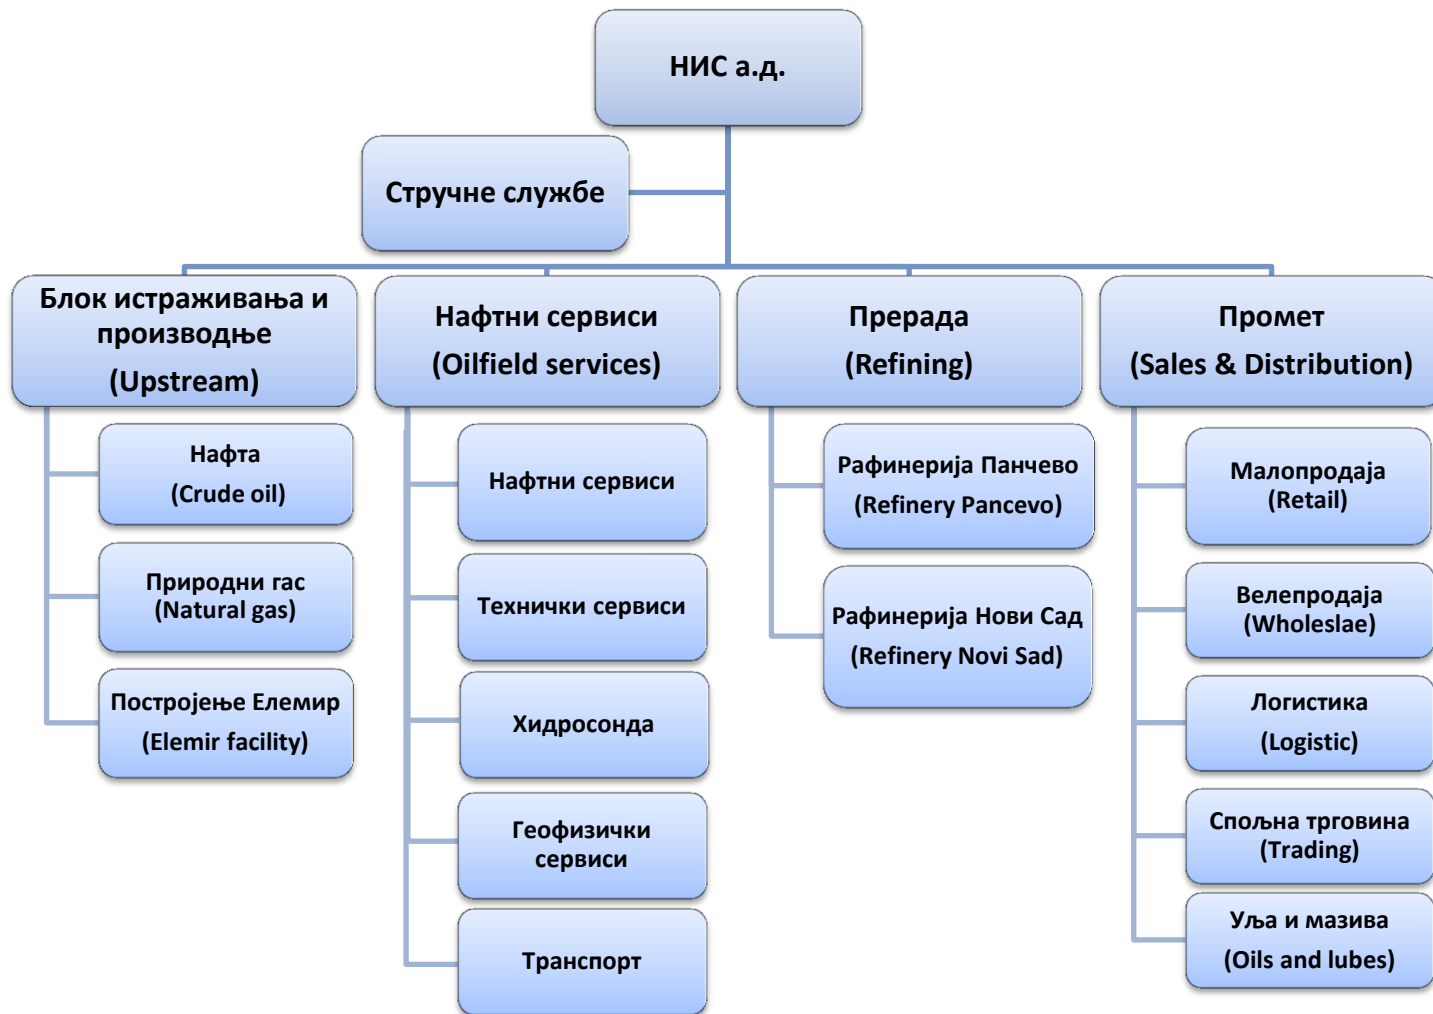 НИС а.д.
Стручне службе
Блок истраживања и
производње
(Upstream)
Нафта
(Crude oil)
Природни гас
(Natural gas)
Постројење Елемир
(Elemir facility)
Нафтни сервиси
(Oilfield services)
Нафтни сервиси
Технички сервиси
Хидросонда
Геофизички
сервиси
Транспорт
Прерада
(Refining)
Рафинерија Панчево
(Refinery Pancevo)
Рафинерија Нови Сад
(Refinery Novi Sad)
Промет
(Sales & Distribution)
Малопродаја
(Retail)
Велепродаја
(Wholeslae)
Логистика
(Logistic)
Спољна трговина
(Trading)
Уља и мазива
(Oils and lubes)